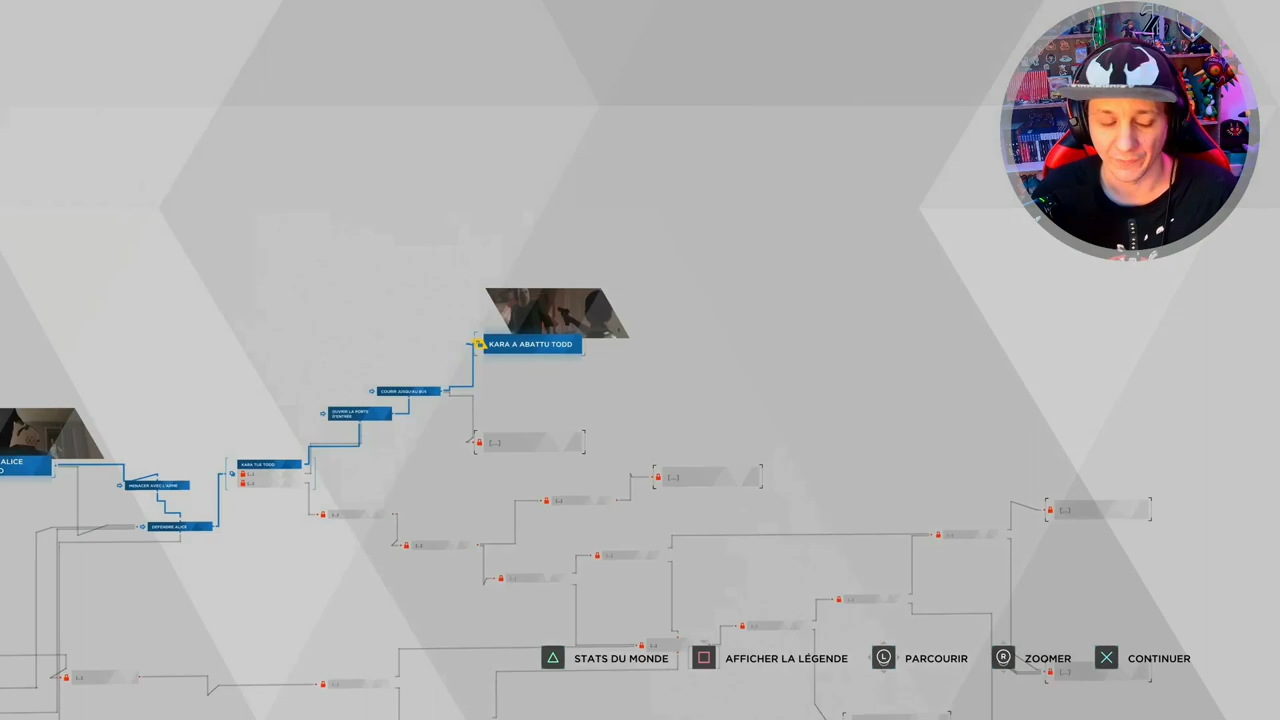 KARA A ABATTU TODD
COURIR JUSQU'AU BUS
OUVRIR LA PORTE
D'ENTRÉE
[...]
ALICE
D
KARA TUE TODD
[...]
[...]
[...]
MENACER AVEC L'ARME
[...]
[...]
[...]
DÉFENDRE ALICE
[...]
[...]
[...]
[...]
[...]
[...]
[...]
STATS DU MONDE
AFFICHER LA LÉGENDE
L
PARCOURIR
R
ZOOMER
CONTINUER
[...]
[...]
[...]